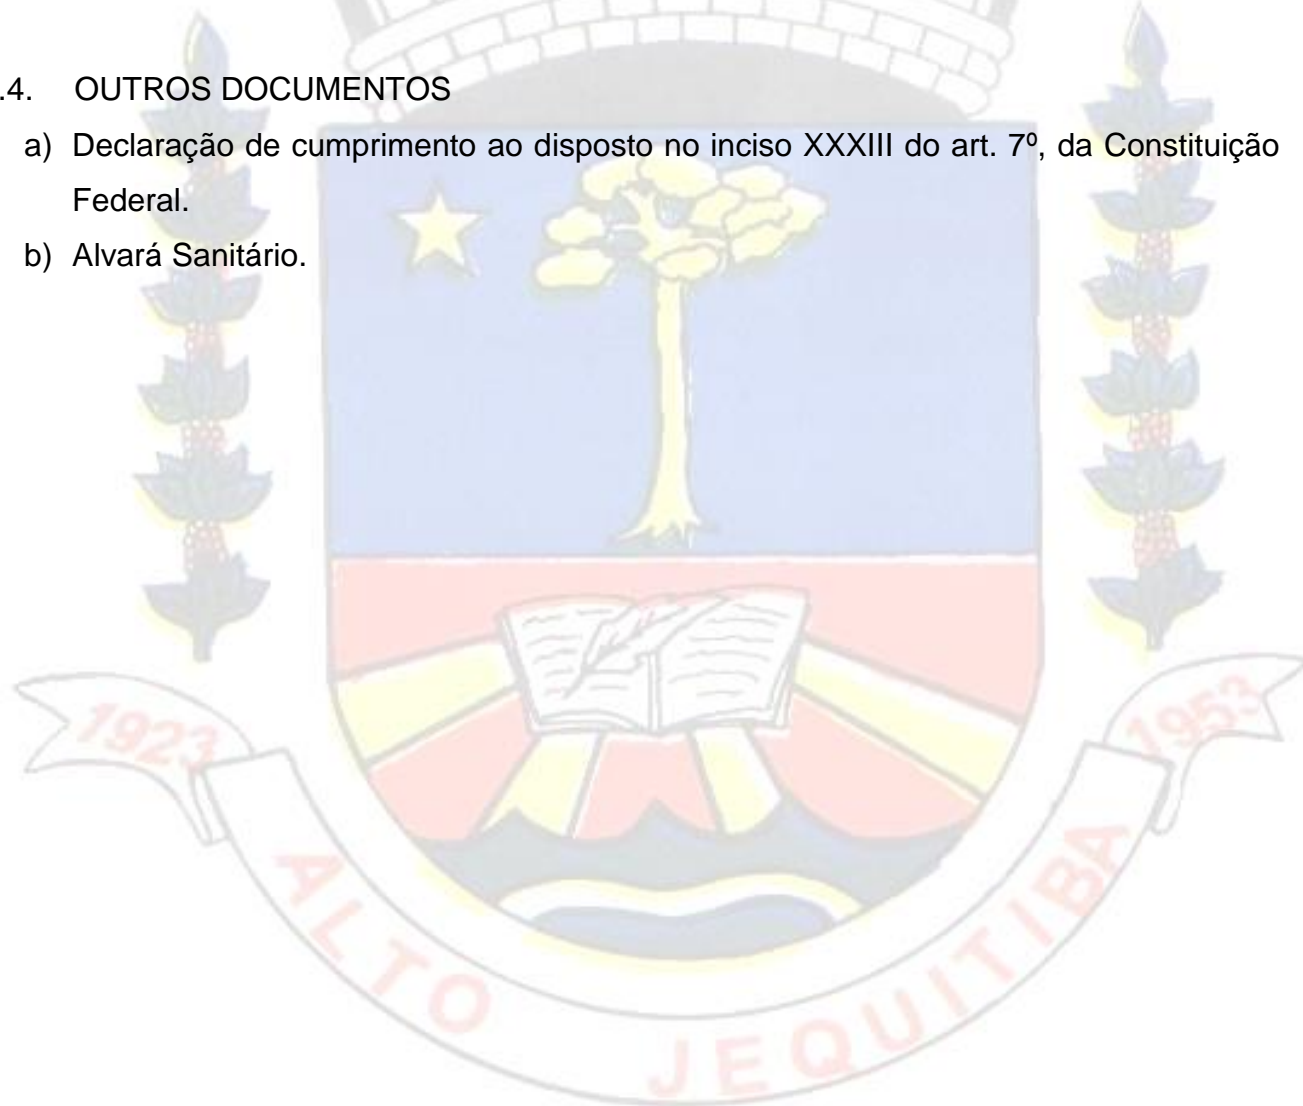 .4. OUTROS DOCUMENTOS
a) Declaração de cumprimento ao disposto no inciso XXXIII do art. 7º, da Constituição
Federal.
b) Alvará Sanitário.
1923
1953
ALTO JEQUITIBÁ